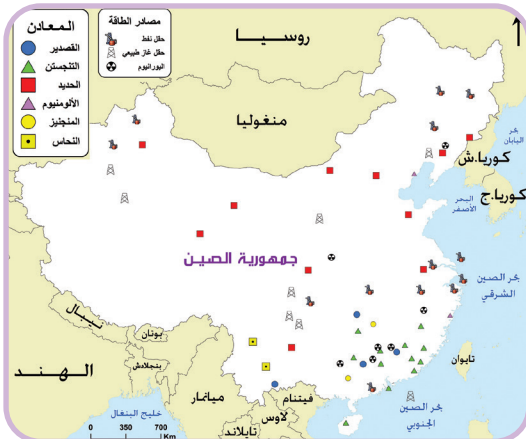 المعادن
القصدير
التنجستن
الحديد
الألومنيوم
المنجنيز
النحاس
مصادر الطاقة
حقل نفط
حقل غاز طبيعي
اليورانيوم
روسيـا
منغوليا
بحر
اليابان
كوريا.ش
كوريا.ج
البحر
الأصفر
جمهورية الصين
بحر الصين
الشرقي
نيبال
بوتان
بنجلادش
الهند
ميانمار
تايوان
فيتنام
لاوس
تايلاند
خليج البنغال
بحر الصين
الجنوبي
0 350 700
Km